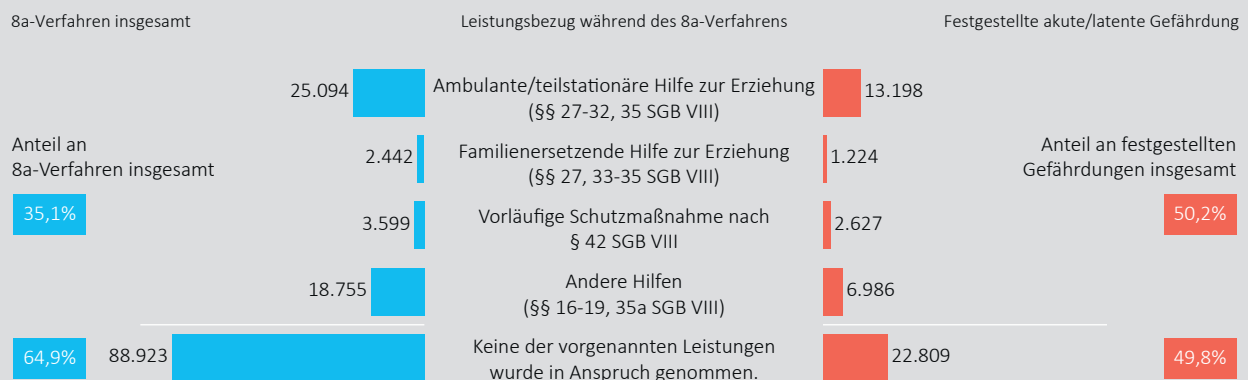 8a-Verfahren insgesamt
Leistungsbezug während des 8a-Verfahrens
Festgestellte akute/latente Gefährdung
25.094
Ambulante/teilstationäre Hilfe zur Erziehung
(§§ 27-32, 35 SGB VIII)
13.198
Anteil an
8a-Verfahren insgesamt
2.442
Familienersetzende Hilfe zur Erziehung
(§§ 27, 33-35 SGB VIII)
1.224
Anteil an festgestellten
Gefährdungen insgesamt
35,1%
3.599
Vorläufige Schutzmaßnahme nach
§ 42 SGB VIII
2.627
50,2%
18.755
Andere Hilfen
(§§ 16-19, 35a SGB VIII)
6.986
64,9%
88.923
Keine der vorgenannten Leistungen
wurde in Anspruch genommen.
22.809
49,8%